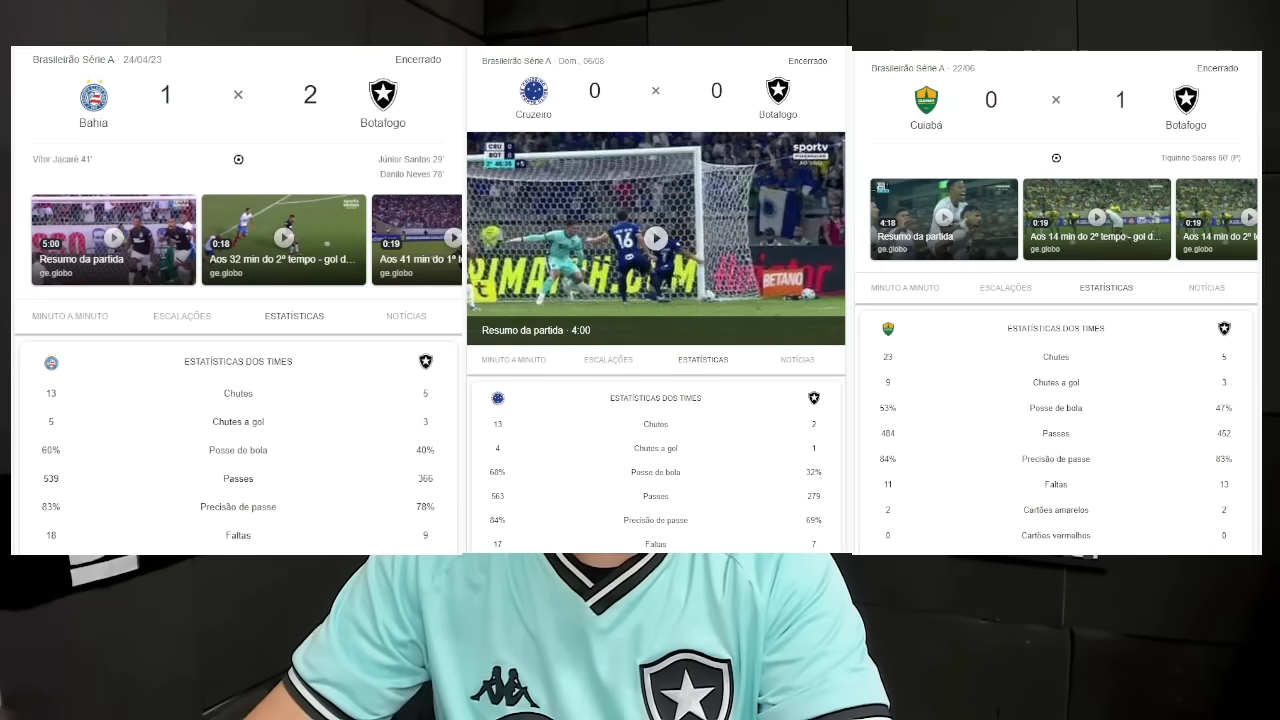 Brasileirão Série A · 24/04/23
Encerrado
1 × 2
Bahia
Botafogo
Vítor Jacaré 41'
Júnior Santos 29'
Danilo Neves 78'
5:00
Resumo da partida
ge.globo
0:18
Aos 32 min do 2º tempo - gol d...
ge.globo
0:19
Aos 41 min do 1º t
ge.globo
MINUTO A MINUTO
ESCALAÇÕES
ESTATÍSTICAS
NOTÍCIAS
ESTATÍSTICAS DOS TIMES
13 Chutes 5
5 Chutes a gol 3
60% Posse de bola 40%
539 Passes 366
83% Precisão de passe 78%
18 Faltas 9
Brasileirão Série A · Dom., 06/08
Encerrado
0 × 0
Cruzeiro
Botafogo
CRU 0
BOT 0
sportv
16
BETANO
Resumo da partida · 4:00
MINUTO A MINUTO
ESCALAÇÕES
ESTATÍSTICAS
NOTÍCIAS
ESTATÍSTICAS DOS TIMES
13 Chutes 2
4 Chutes a gol 1
68% Posse de bola 32%
563 Passes 279
84% Precisão de passe 69%
17 Faltas 7
Brasileirão Série A · 22/06
Encerrado
0 × 1
Cuiabá
Botafogo
Tiquinho Soares 60' (P)
4:18
Resumo da partida
ge.globo
0:19
Aos 14 min do 2º tempo - gol d...
ge.globo
0:19
Aos 14 min do 2º t
ge.globo
MINUTO A MINUTO
ESCALAÇÕES
ESTATÍSTICAS
NOTÍCIAS
ESTATÍSTICAS DOS TIMES
23 Chutes 5
9 Chutes a gol 3
53% Posse de bola 47%
484 Passes 452
84% Precisão de passe 83%
11 Faltas 13
2 Cartões amarelos 2
0 Cartões vermelhos 0
Kappa